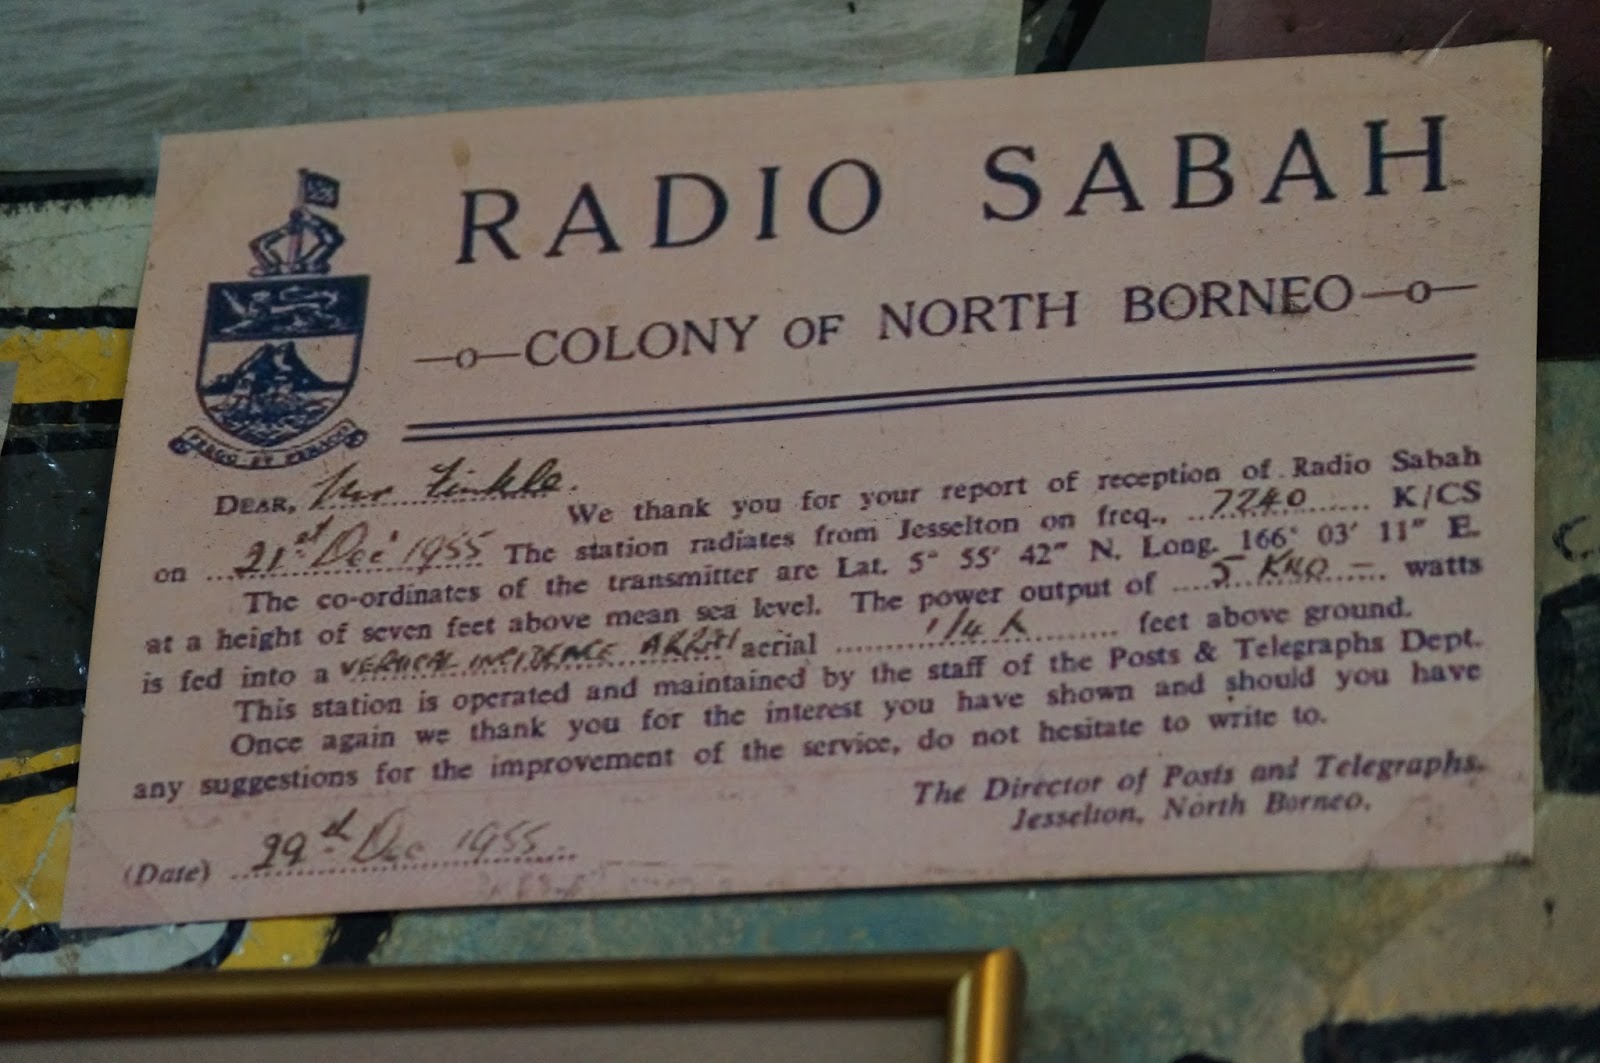 RADIO SABAH
COLONY OF NORTH BORNEO
PERGO ET PERAGO
DEAR, Mr Finkle. We thank you for your report of reception of Radio Sabah
on 21st Dec 1955 The station radiates from Jesselton on freq., 7240 K/CS
The co-ordinates of the transmitter are Lat. 5° 55' 42" N. Long. 166° 03' 11" E.
at a height of seven feet above mean sea level. The power output of 5 watts
is fed into a VERTICAL INCIDENCE ARRAY aerial 1/4 feet above ground.
This station is operated and maintained by the staff of the Posts & Telegraphs Dept.
Once again we thank you for the interest you have shown and should you have
any suggestions for the improvement of the service, do not hesitate to write to.
The Director of Posts and Telegraphs.
Jesselton, North Borneo.
(Date) 29th Dec 1955